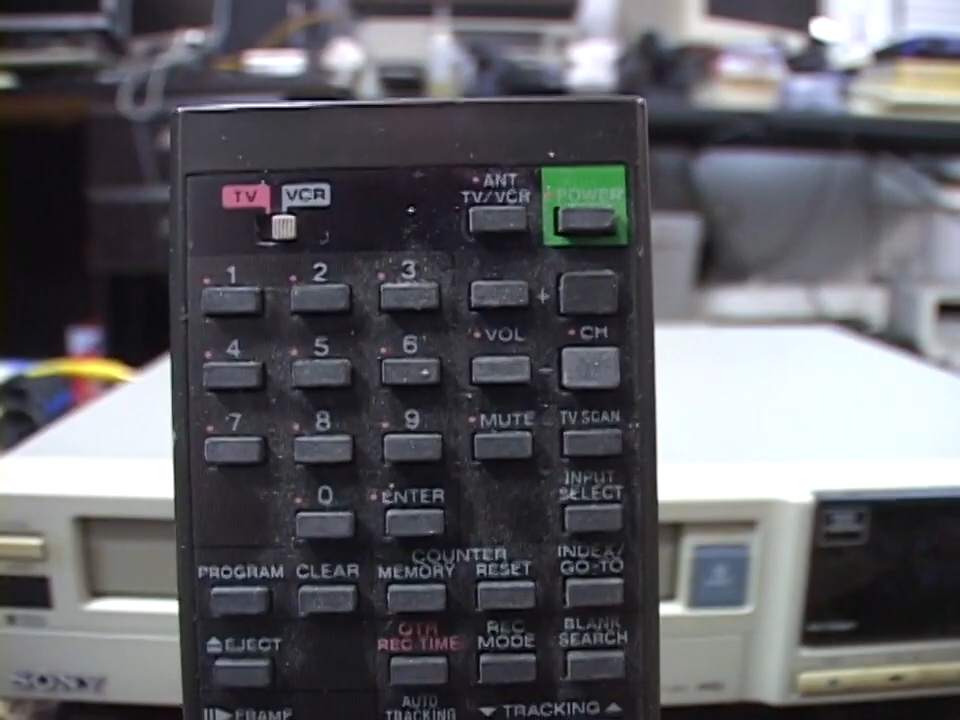 TV VCR
ANT
TV/VCR
POWER
1 2 3
+
VOL CH
4 5 6
-
7 8 9 MUTE TV SCAN
0 ENTER
INPUT
SELECT
COUNTER
PROGRAM CLEAR MEMORY RESET
INDEX/
GO-TO
EJECT
OTR
REC TIME
REC
MODE
BLANK
SEARCH
FRAME
AUTO
TRACKING
TRACKING
SONY